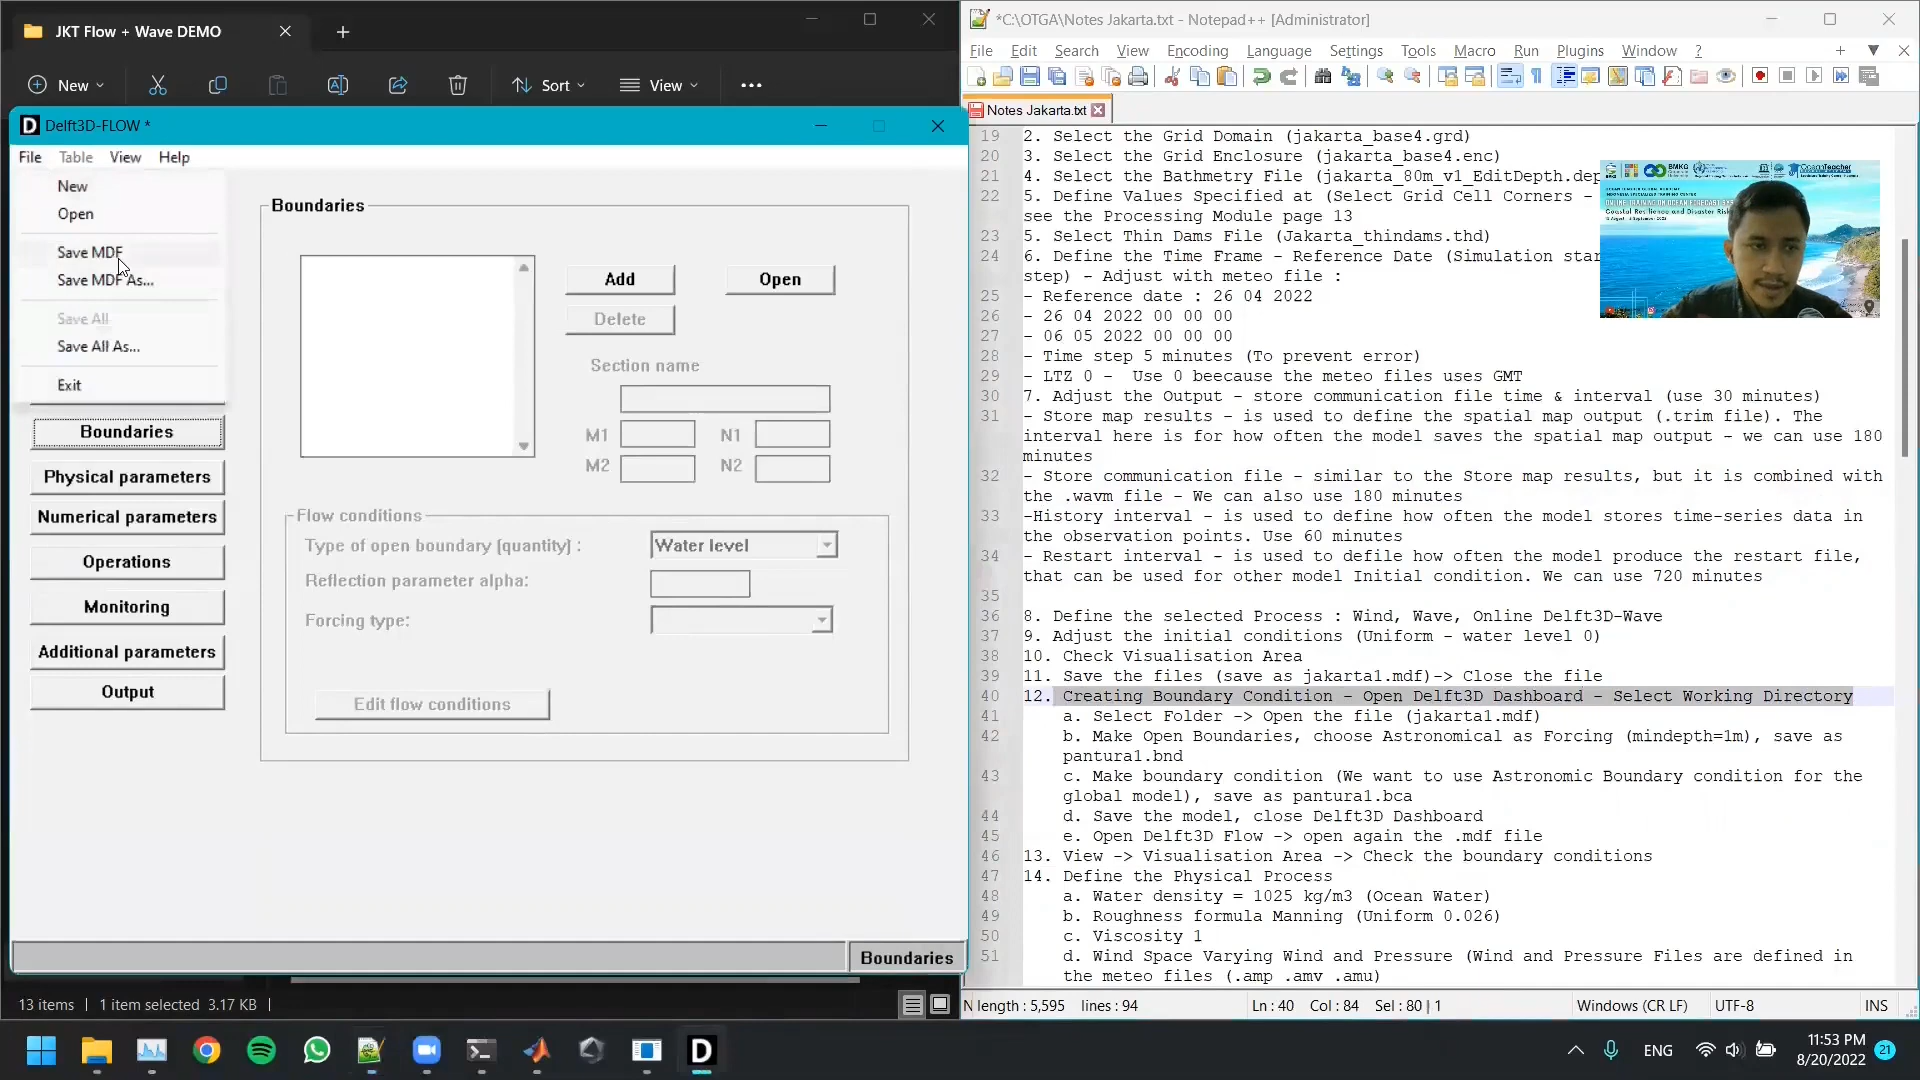 JKT Flow + Wave DEMO
New
Sort
View
Delft3D-FLOW *
File Table View Help
New
Open
Save MDF
Save MDF As...
Save All
Save All As...
Exit
Boundaries
Physical parameters
Numerical parameters
Operations
Monitoring
Additional parameters
Output
Boundaries
Add
Open
Delete
Section name
M1
N1
M2
N2
Flow conditions
Type of open boundary (quantity) :
Water level
Reflection parameter alpha:
Forcing type:
Edit flow conditions
Boundaries
13 items
1 item selected 3.17 KB
*C:\OTGA\Notes Jakarta.txt - Notepad++ [Administrator]
File Edit Search View Encoding Language Settings Tools Macro Run Plugins Window ?
Notes Jakarta.txt
19 2. Select the Grid Domain (jakarta_base4.grd)
20 3. Select the Grid Enclosure (jakarta_base4.enc)
21 4. Select the Bathmetry File (jakarta_80m_v1_EditDepth.dep
22 5. Define Values Specified at (Select Grid Cell Corners -
see the Processing Module page 13
23 5. Select Thin Dams File (Jakarta_thindams.thd)
24 6. Define the Time Frame - Reference Date (Simulation star
step) - Adjust with meteo file :
25 - Reference date : 26 04 2022
26 - 26 04 2022 00 00 00
27 - 06 05 2022 00 00 00
28 - Time step 5 minutes (To prevent error)
29 - LTZ 0 - Use 0 beecause the meteo files uses GMT
30 7. Adjust the Output - store communication file time & interval (use 30 minutes)
31 - Store map results - is used to define the spatial map output (.trim file). The
interval here is for how often the model saves the spatial map output - we can use 180
minutes
32 - Store communication file - similar to the Store map results, but it is combined with
the .wavm file - We can also use 180 minutes
33 -History interval - is used to define how often the model stores time-series data in
the observation points. Use 60 minutes
34 - Restart interval - is used to defile how often the model produce the restart file,
that can be used for other model Initial condition. We can use 720 minutes
35
36 8. Define the selected Process : Wind, Wave, Online Delft3D-Wave
37 9. Adjust the initial conditions (Uniform - water level 0)
38 10. Check Visualisation Area
39 11. Save the files (save as jakarta1.mdf)-> Close the file
40 12. Creating Boundary Condition - Open Delft3D Dashboard - Select Working Directory
41 a. Select Folder -> Open the file (jakarta1.mdf)
42 b. Make Open Boundaries, choose Astronomical as Forcing (mindepth=1m), save as
pantura1.bnd
43 c. Make boundary condition (We want to use Astronomic Boundary condition for the
global model), save as pantura1.bca
44 d. Save the model, close Delft3D Dashboard
45 e. Open Delft3D Flow -> open again the .mdf file
46 13. View -> Visualisation Area -> Check the boundary conditions
47 14. Define the Physical Process
48 a. Water density = 1025 kg/m3 (Ocean Water)
49 b. Roughness formula Manning (Uniform 0.026)
50 c. Viscosity 1
51 d. Wind Space Varying Wind and Pressure (Wind and Pressure Files are defined in
the meteo files (.amp .amv .amu)
BMKG
OceanTeacher
Coastal Resilience and Disaster Ris
N length : 5,595 lines : 94
Ln : 40 Col : 84 Sel : 80 | 1
Windows (CR LF)
UTF-8
INS
ENG
11:53 PM
8/20/2022
21